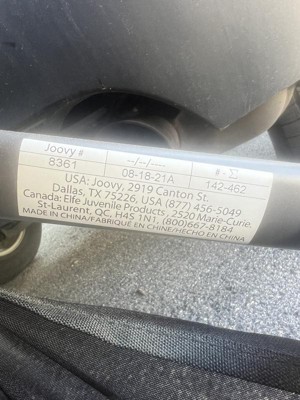 Joovy # --/--/---- # - Σ
8361 08-18-21A 142-462
USA: Joovy, 2919 Canton St.
Dallas, TX 75226, USA (877) 456-5049
Canada: Elfe Juvenile Products , 2520 Marie-Curie,
St-Laurent, QC, H4S 1N1, (800)667-8184
MADE IN CHINA/FABRIQUÉ EN CHINE/HECHO EN CHINA